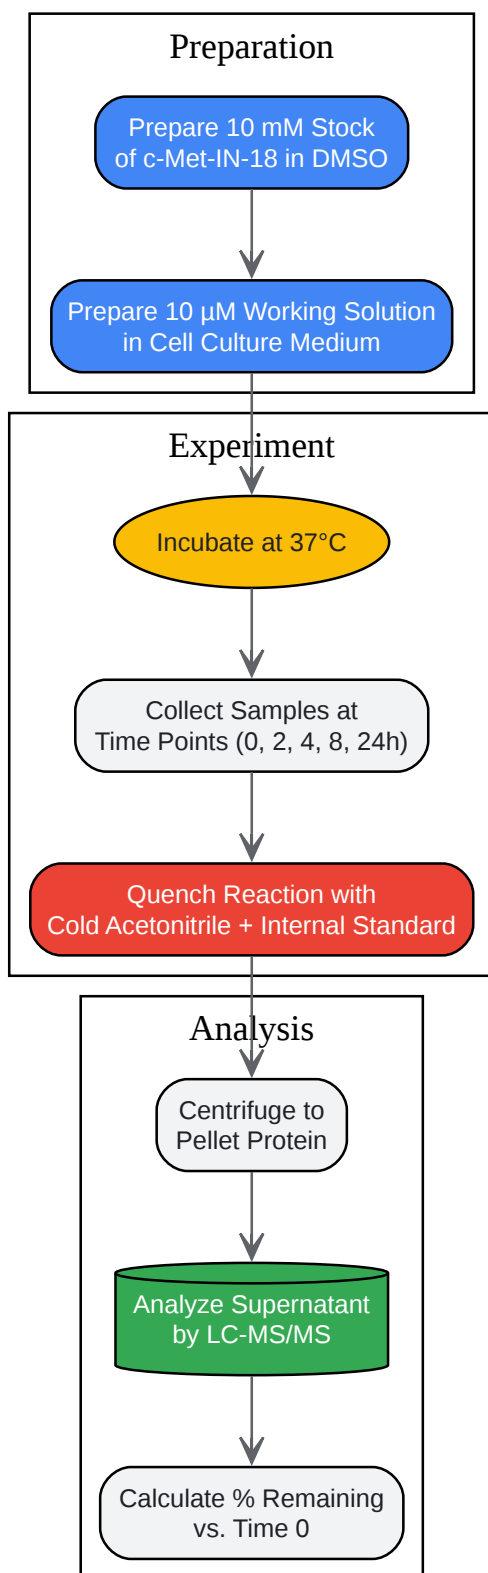 Preparation
Prepare 10 mM Stock
of c-Met-IN-18 in DMSO
Prepare 10 µM Working Solution
in Cell Culture Medium
Experiment
Incubate at 37°C
Collect Samples at
Time Points (0, 2, 4, 8, 24h)
Quench Reaction with
Cold Acetonitrile + Internal Standard
Analysis
Centrifuge to
Pellet Protein
Analyze Supernatant
by LC-MS/MS
Calculate % Remaining
vs. Time 0